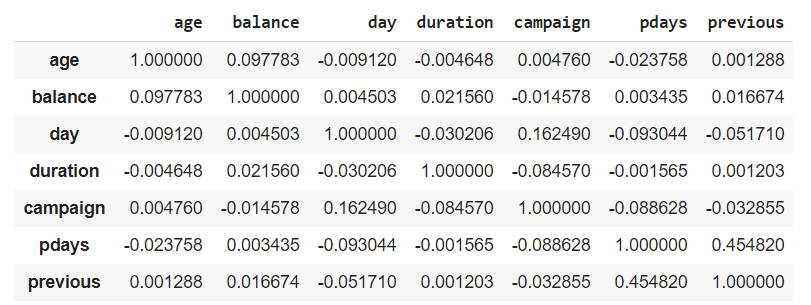 age balance day duration campaign pdays previous
age 1.000000 0.097783 -0.009120 -0.004648 0.004760 -0.023758 0.001288
balance 0.097783 1.000000 0.004503 0.021560 -0.014578 0.003435 0.016674
day -0.009120 0.004503 1.000000 -0.030206 0.162490 -0.093044 -0.051710
duration -0.004648 0.021560 -0.030206 1.000000 -0.084570 -0.001565 0.001203
campaign 0.004760 -0.014578 0.162490 -0.084570 1.000000 -0.088628 -0.032855
pdays -0.023758 0.003435 -0.093044 -0.001565 -0.088628 1.000000 0.454820
previous 0.001288 0.016674 -0.051710 0.001203 -0.032855 0.454820 1.000000